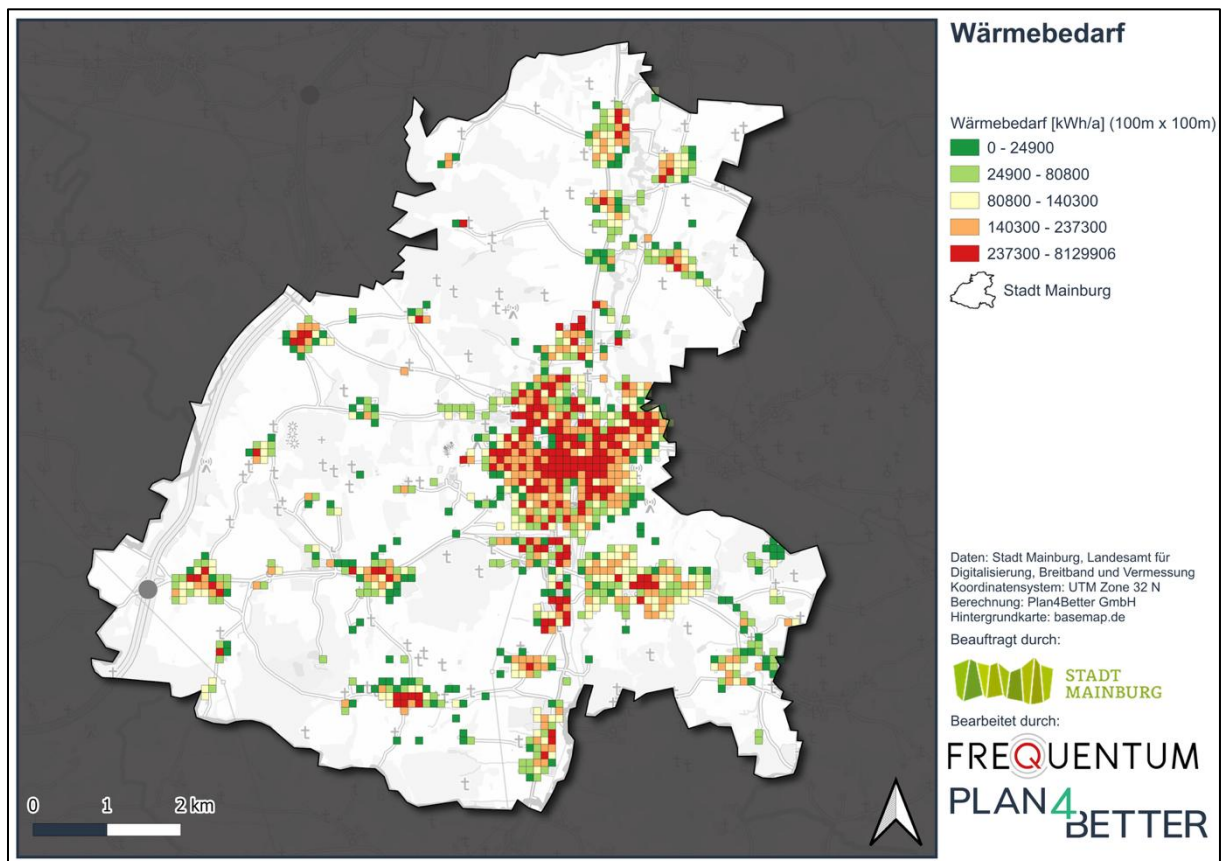 Wärmebedarf
Wärmebedarf [kWh/a] (100m x 100m)
0 - 24900
24900 - 80800
80800 - 140300
140300 - 237300
237300 - 8129906
Stadt Mainburg
Daten: Stadt Mainburg, Landesamt für
Digitalisierung, Breitband und Vermessung
Koordinatensystem: UTM Zone 32 N
Berechnung: Plan4Better GmbH
Hintergrundkarte: basemap.de
Beauftragt durch:
STADT
MAINBURG
Bearbeitet durch:
FREQUENTUM
PLAN4
BETTER
0 1 2 km